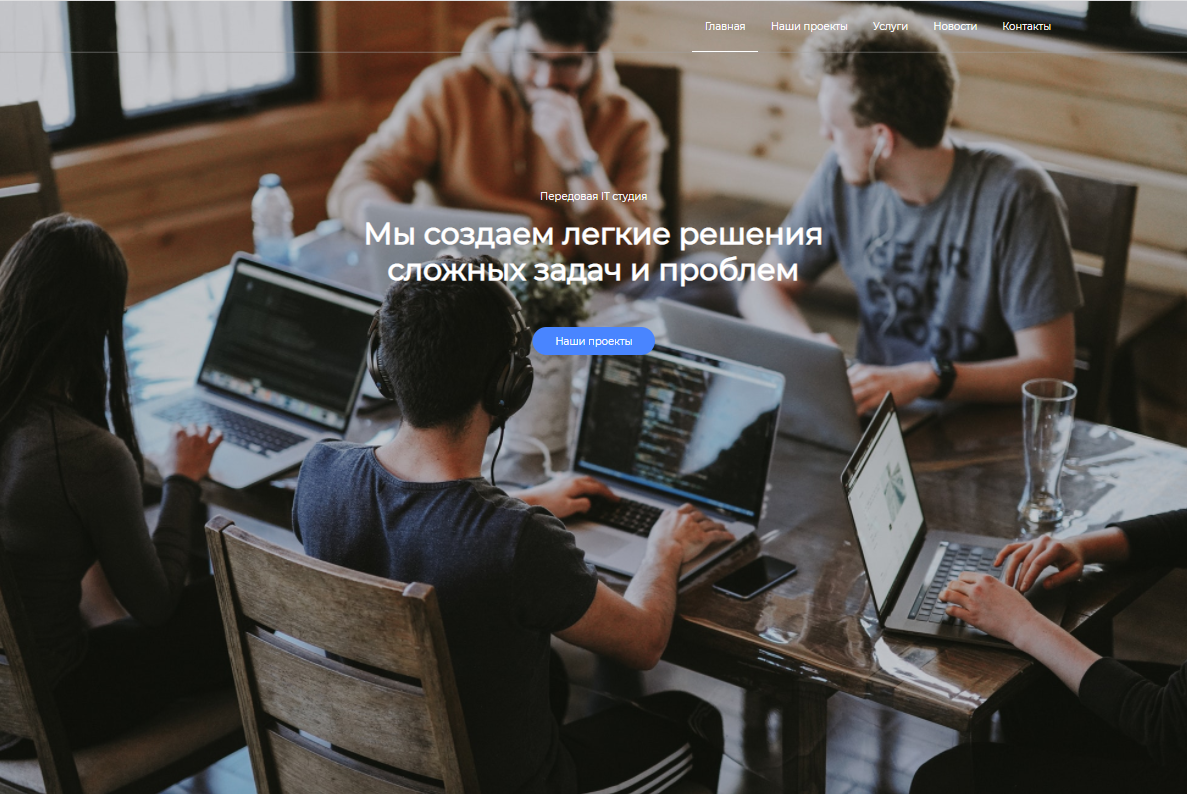 Главная Наши проекты Услуги Новости Контакты
Передовая IT студия
Мы создаем легкие решения
сложных задач и проблем
Наши проекты